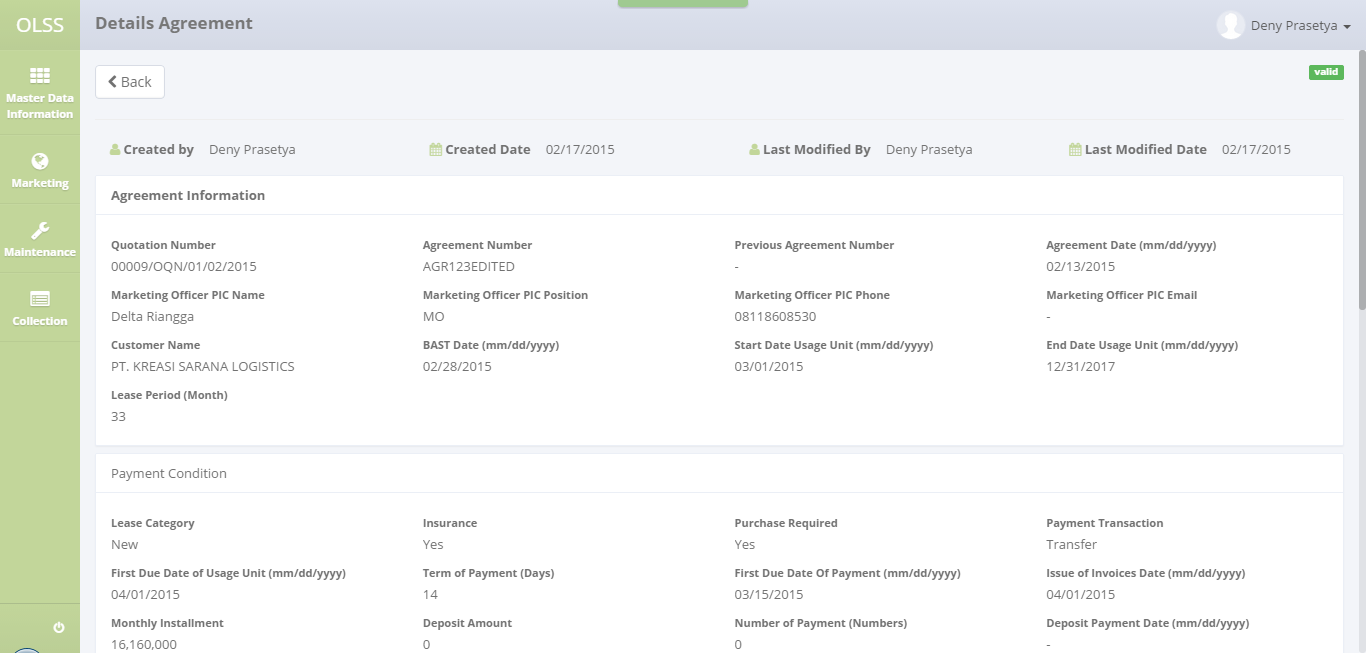 OLSS
Details Agreement
Deny Prasetya
Master Data
Information
Marketing
Maintenance
Collection
Back
valid
Created by Deny Prasetya Created Date 02/17/2015 Last Modified By Deny Prasetya Last Modified Date 02/17/2015
Agreement Information
Quotation Number Agreement Number Previous Agreement Number Agreement Date (mm/dd/yyyy)
00009/OQN/01/02/2015 AGR123EDITED - 02/13/2015
Marketing Officer PIC Name Marketing Officer PIC Position Marketing Officer PIC Phone Marketing Officer PIC Email
Delta Riangga MO 08118608530 -
Customer Name BAST Date (mm/dd/yyyy) Start Date Usage Unit (mm/dd/yyyy) End Date Usage Unit (mm/dd/yyyy)
PT. KREASI SARANA LOGISTICS 02/28/2015 03/01/2015 12/31/2017
Lease Period (Month)
33
Payment Condition
Lease Category Insurance Purchase Required Payment Transaction
New Yes Yes Transfer
First Due Date of Usage Unit (mm/dd/yyyy) Term of Payment (Days) First Due Date Of Payment (mm/dd/yyyy) Issue of Invoices Date (mm/dd/yyyy)
04/01/2015 14 03/15/2015 04/01/2015
Monthly Installment Deposit Amount Number of Payment (Numbers) Deposit Payment Date (mm/dd/yyyy)
16,160,000 0 0 -